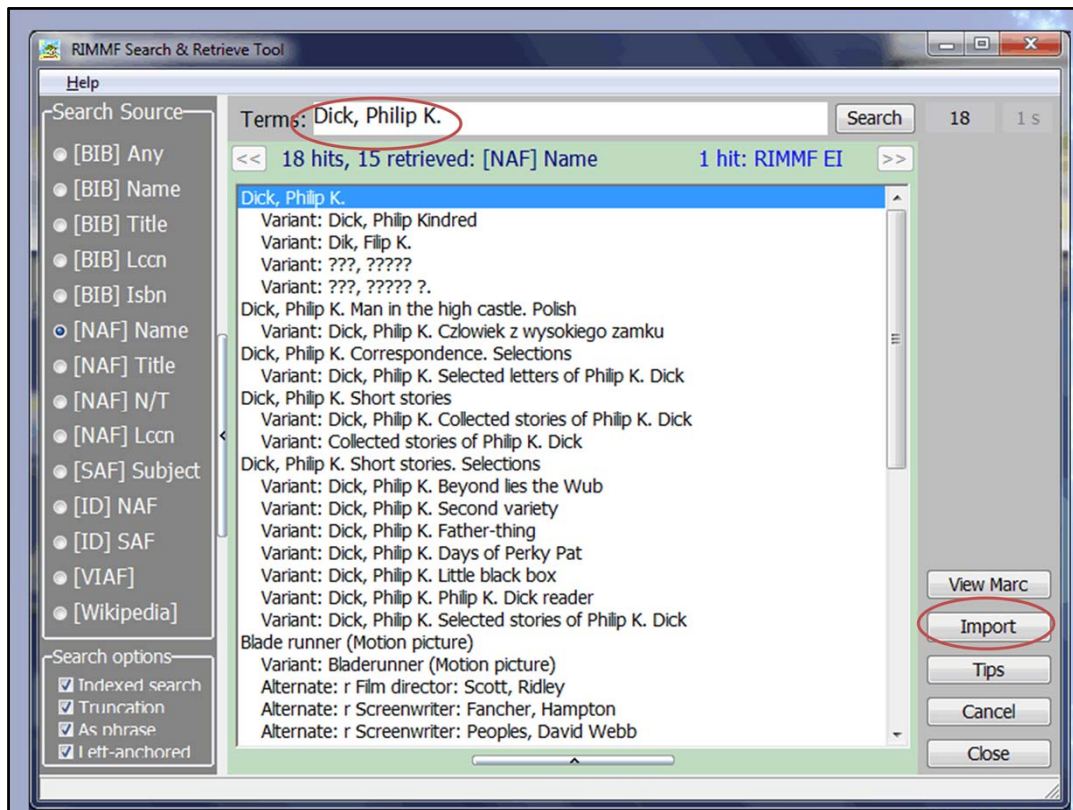 RIMMF Search & Retrieve Tool
Help
Search Source
[BIB] Any
[BIB] Name
[BIB] Title
[BIB] Lccn
[BIB] Isbn
[NAF] Name
[NAF] Title
[NAF] N/T
[NAF] Lccn
[SAF] Subject
[ID] NAF
[ID] SAF
[VIAF]
[Wikipedia]
Search options
Indexed search
Truncation
As phrase
Left-anchored
Terms: Dick, Philip K. Search 18 1 s
<< 18 hits, 15 retrieved: [NAF] Name 1 hit: RIMMF EI >>
Dick, Philip K.
Variant: Dick, Philip Kindred
Variant: Dik, Filip K.
Variant: ???, ?????
Variant: ???, ????? ?.
Dick, Philip K. Man in the high castle. Polish
Variant: Dick, Philip K. Czlowiek z wysokiego zamku
Dick, Philip K. Correspondence. Selections
Variant: Dick, Philip K. Selected letters of Philip K. Dick
Dick, Philip K. Short stories
Variant: Dick, Philip K. Collected stories of Philip K. Dick
Variant: Collected stories of Philip K. Dick
Dick, Philip K. Short stories. Selections
Variant: Dick, Philip K. Beyond lies the Wub
Variant: Dick, Philip K. Second variety
Variant: Dick, Philip K. Father-thing
Variant: Dick, Philip K. Days of Perky Pat
Variant: Dick, Philip K. Little black box
Variant: Dick, Philip K. Philip K. Dick reader
Variant: Dick, Philip K. Selected stories of Philip K. Dick
Blade runner (Motion picture)
Variant: Bladerunner (Motion picture)
Alternate: r Film director: Scott, Ridley
Alternate: r Screenwriter: Fancher, Hampton
Alternate: r Screenwriter: Peoples, David Webb
View Marc
Import
Tips
Cancel
Close